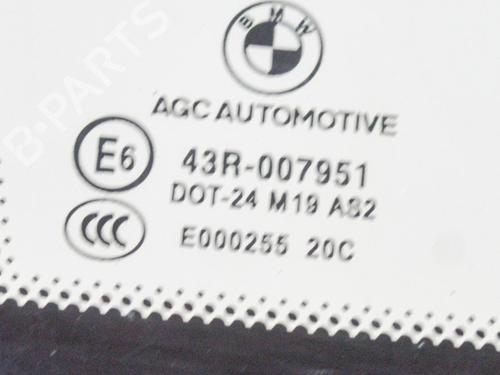 B-PARTS
BMW
AGC AUTOMOTIVE
E6 43R-007951
DOT-24 M19 AS2
CCC E000255 20C